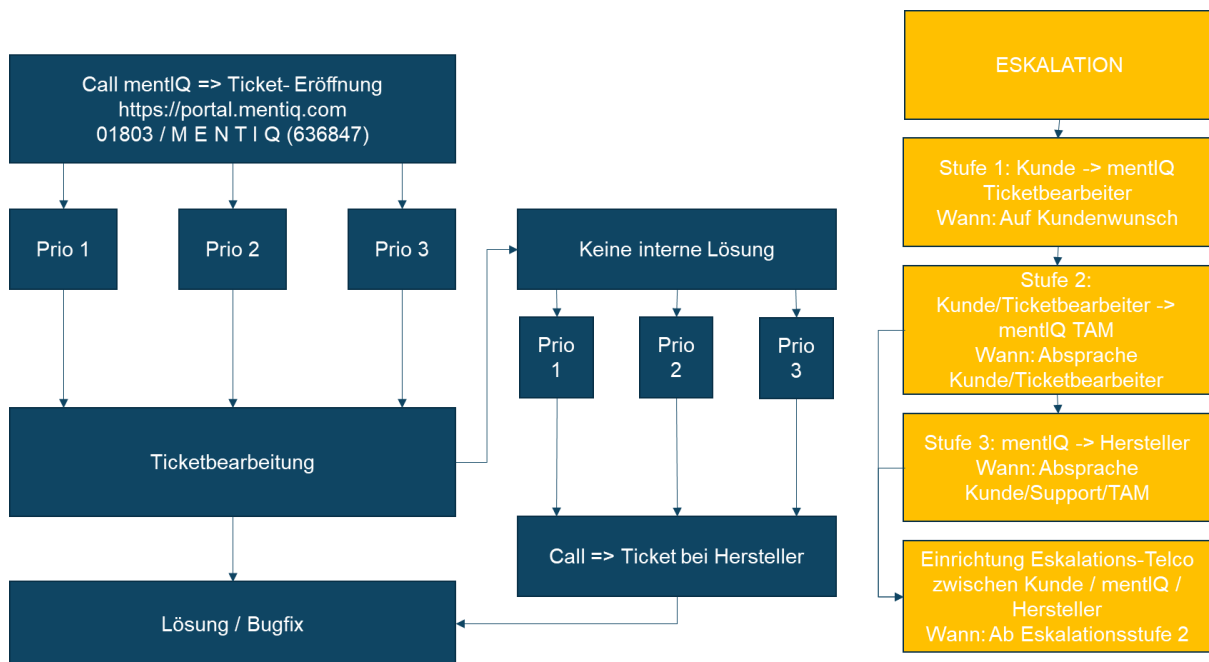 Call mentIQ => Ticket- Eröffnung
https://portal.mentiq.com
01803 / M E N T I Q (636847)
Prio 1
Prio 2
Prio 3
Ticketbearbeitung
Lösung / Bugfix
Keine interne Lösung
Prio
1
Prio
2
Prio
3
Call => Ticket bei Hersteller
ESKALATION
Stufe 1: Kunde -> mentIQ
Ticketbearbeiter
Wann: Auf Kundenwunsch
Stufe 2:
Kunde/Ticketbearbeiter ->
mentIQ TAM
Wann: Absprache
Kunde/Ticketbearbeiter
Stufe 3: mentIQ -> Hersteller
Wann: Absprache
Kunde/Support/TAM
Einrichtung Eskalations-Telco
zwischen Kunde / mentIQ /
Hersteller
Wann: Ab Eskalationsstufe 2